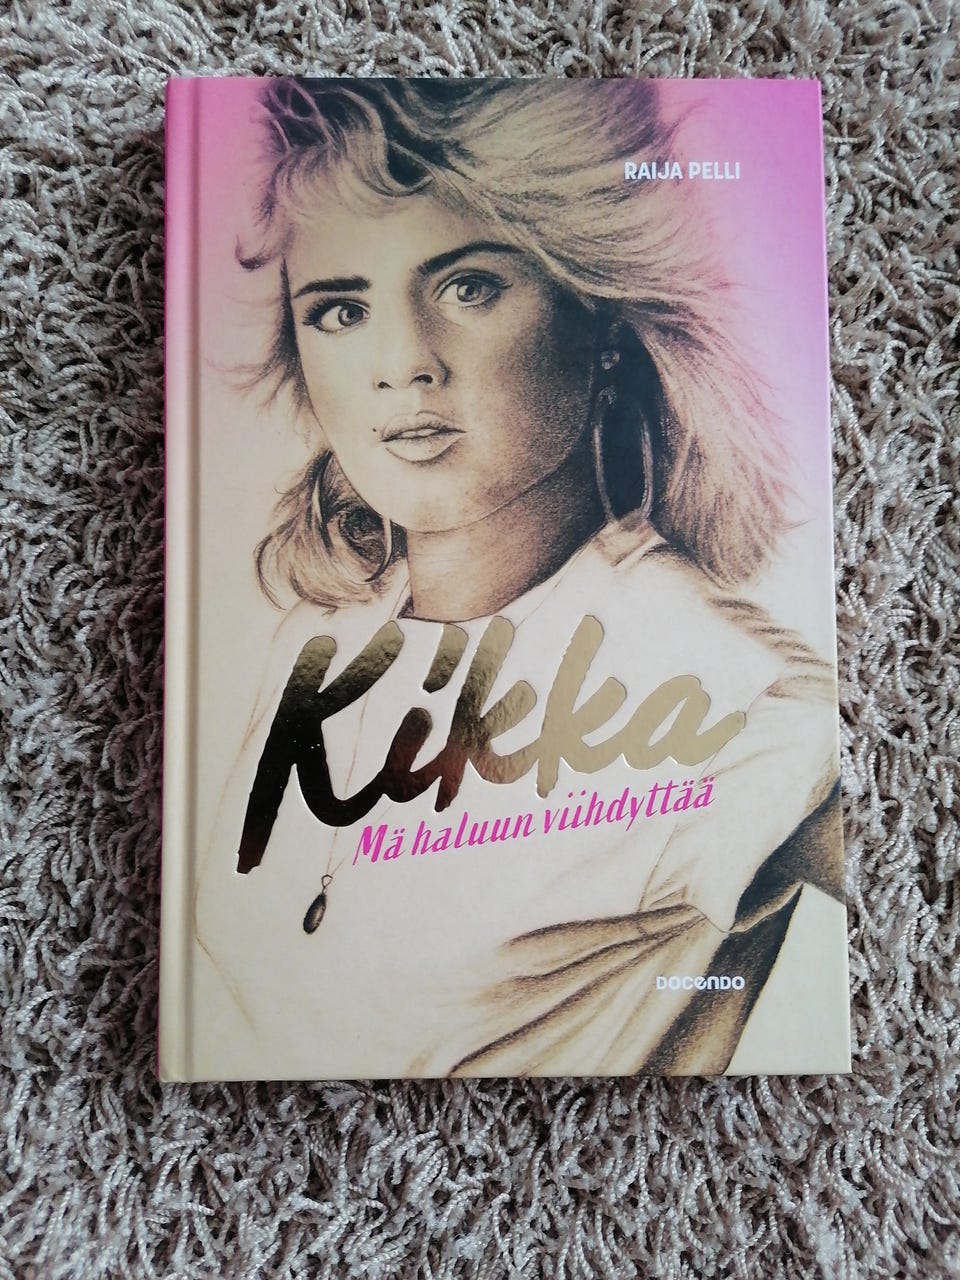 RAIJA PELLI
Kikka
Mä haluun viihdyttää
DOCENDO